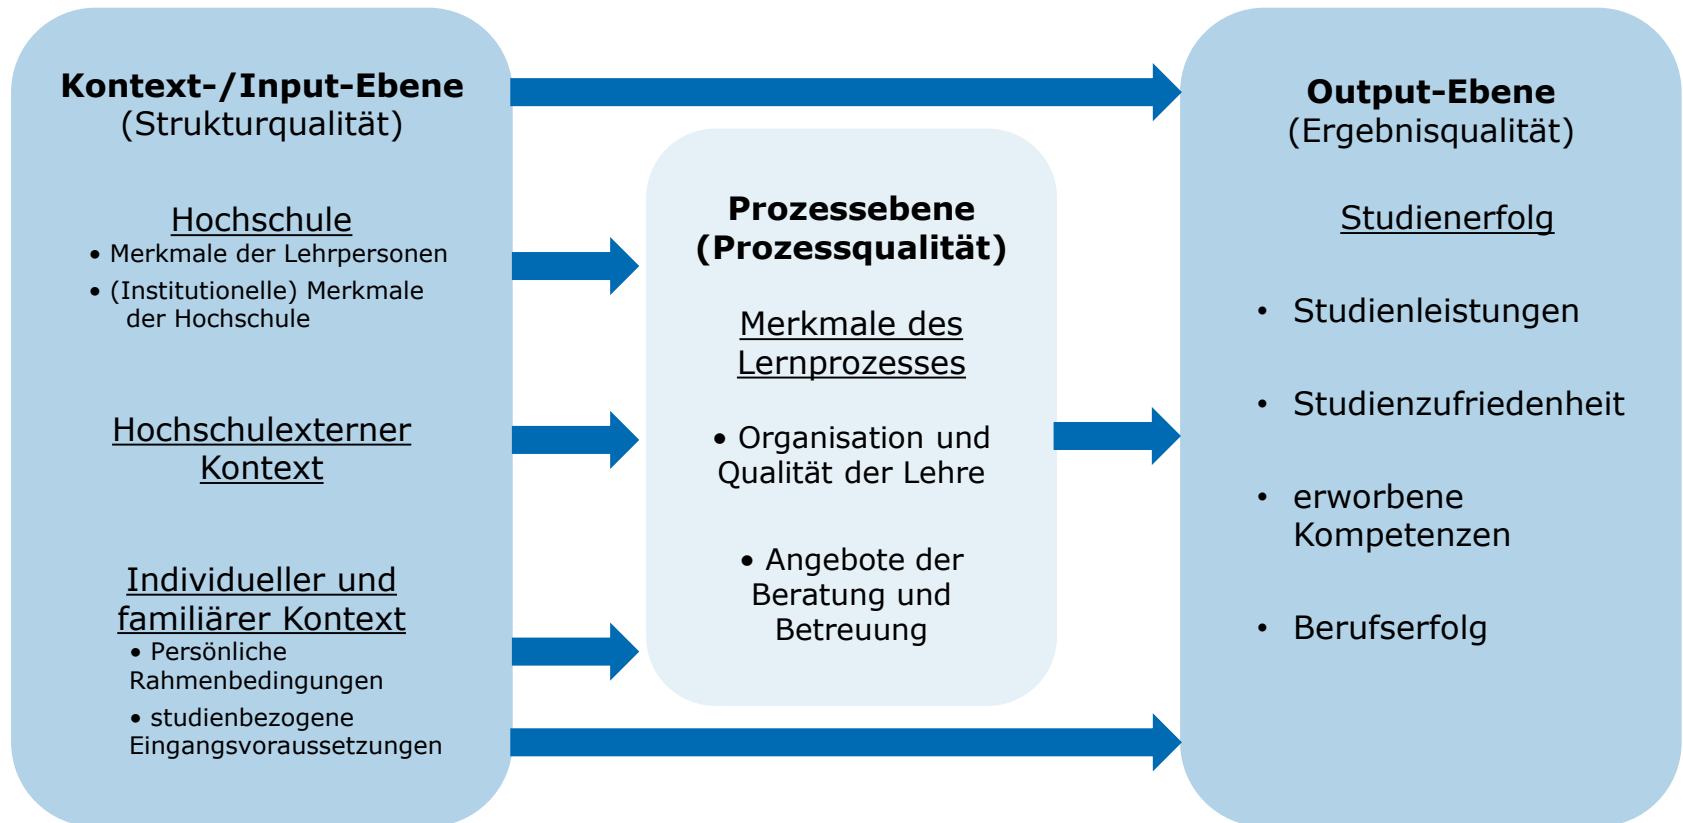 Kontext-/Input-Ebene
(Strukturqualität)
Hochschule
• Merkmale der Lehrpersonen
• (Institutionelle) Merkmale
der Hochschule
Hochschulexterner
Kontext
Individueller und
familiärer Kontext
• Persönliche
Rahmenbedingungen
• studienbezogene
Eingangsvoraussetzungen
Prozessebene
(Prozessqualität)
Merkmale des
Lernprozesses
• Organisation und
Qualität der Lehre
• Angebote der
Beratung und
Betreuung
Output-Ebene
(Ergebnisqualität)
Studienerfolg
• Studienleistungen
• Studienzufriedenheit
• erworbene
Kompetenzen
• Berufserfolg